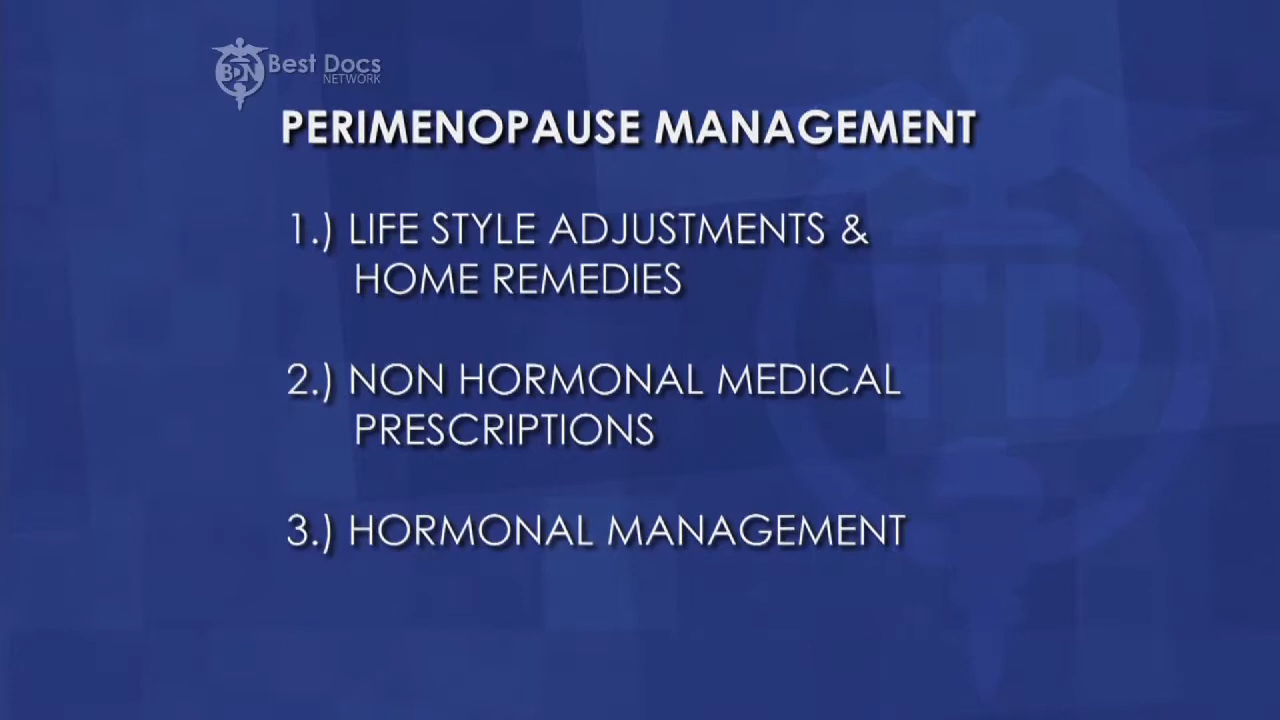 BDN
Best Docs
NETWORK
PERIMENOPAUSE MANAGEMENT
1.) LIFE STYLE ADJUSTMENTS &
HOME REMEDIES
2.) NON HORMONAL MEDICAL
PRESCRIPTIONS
3.) HORMONAL MANAGEMENT